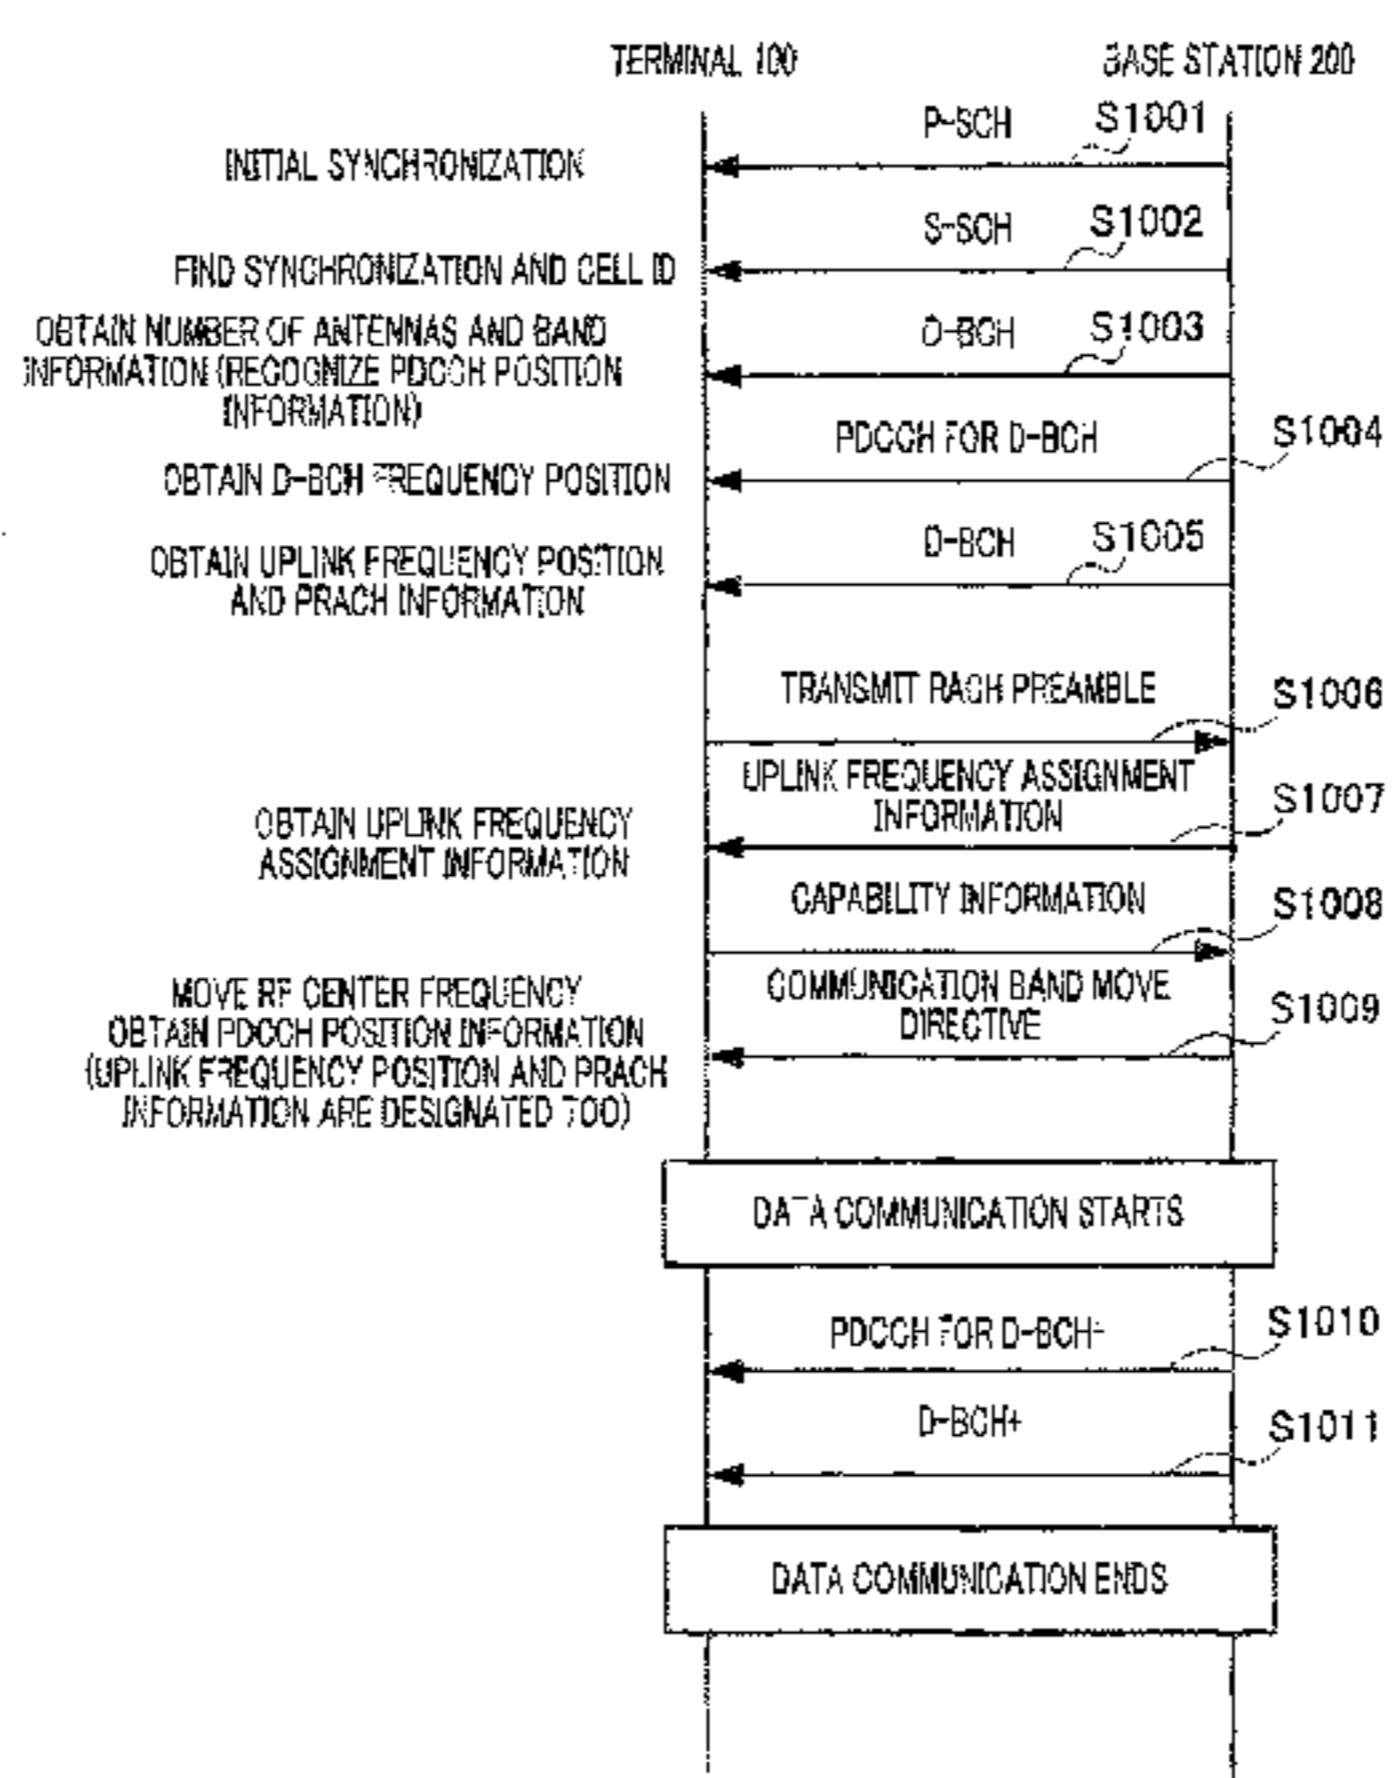 TERMINAL 100
BASE STATION 200
P-SCH
S1001
INITIAL SYNCHRONIZATION
S-SCH
S1002
FIND SYNCHRONIZATION AND CELL ID
OBTAIN NUMBER OF ANTENNAS AND BAND
INFORMATION (RECOGNIZE PDCCH POSITION
INFORMATION)
-BCH
S1003
PDCCH FOR D-BCH
S1004
OBTAIN D-BCH FREQUENCY POSITION
D-BCH
S1005
OBTAIN UPLINK FREQUENCY POSITION
AND PRACH INFORMATION
TRANSMIT RACH PREAMBLE
S1006
UPLINK FREQUENCY ASSIGNMENT
INFORMATION
S1007
OBTAIN UPLINK FREQUENCY
ASSIGNMENT INFORMATION
CAPABILITY INFORMATION
S1008
COMMUNICATION BAND MOVE
DIRECTIVE
S1009
MOVE RF CENTER FREQUENCY
OBTAIN PDCCH POSITION INFORMATION
(UPLINK FREQUENCY POSITION AND PRACH
INFORMATION ARE DESIGNATED TOO)
DATA COMMUNICATION STARTS
PDCCH FOR D-BCH+
S1010
D-BCH+
S1011
DATA COMMUNICATION ENDS